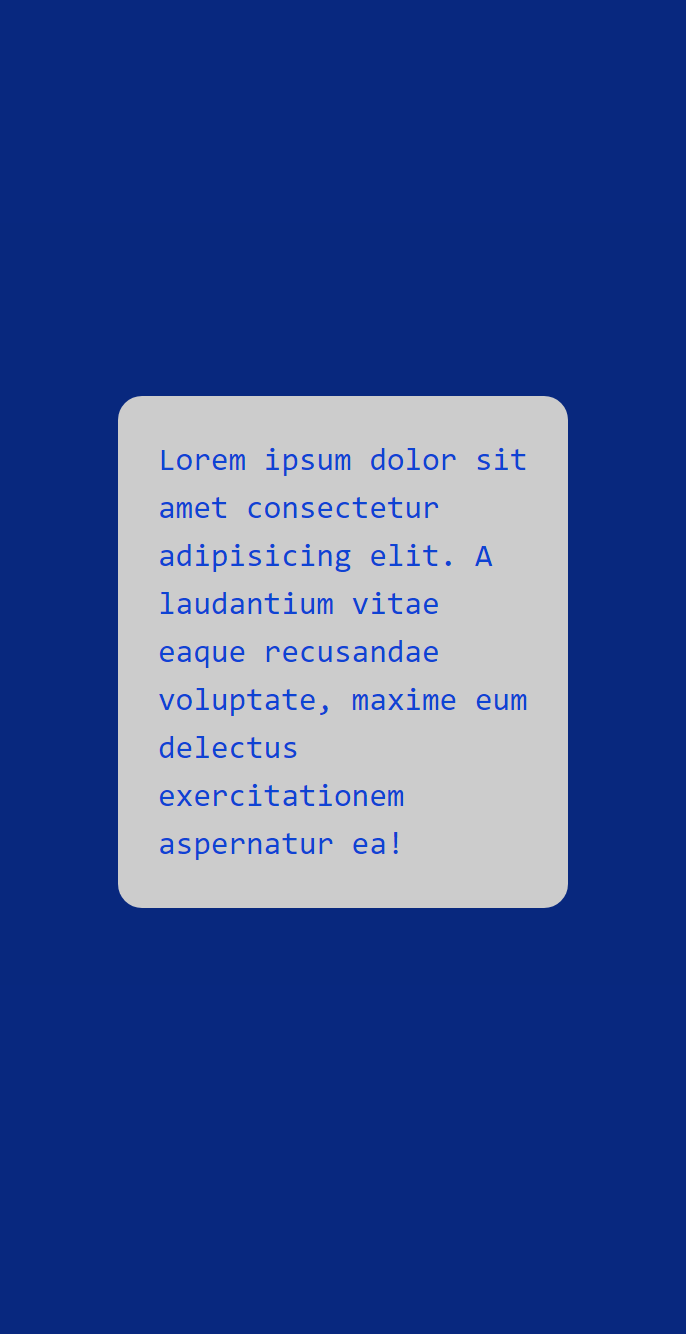 Lorem ipsum dolor sit
amet consectetur
adipisicing elit. A
laudantium vitae
eaque recusandae
voluptate, maxime eum
delectus
exercitationem
aspernatur ea!